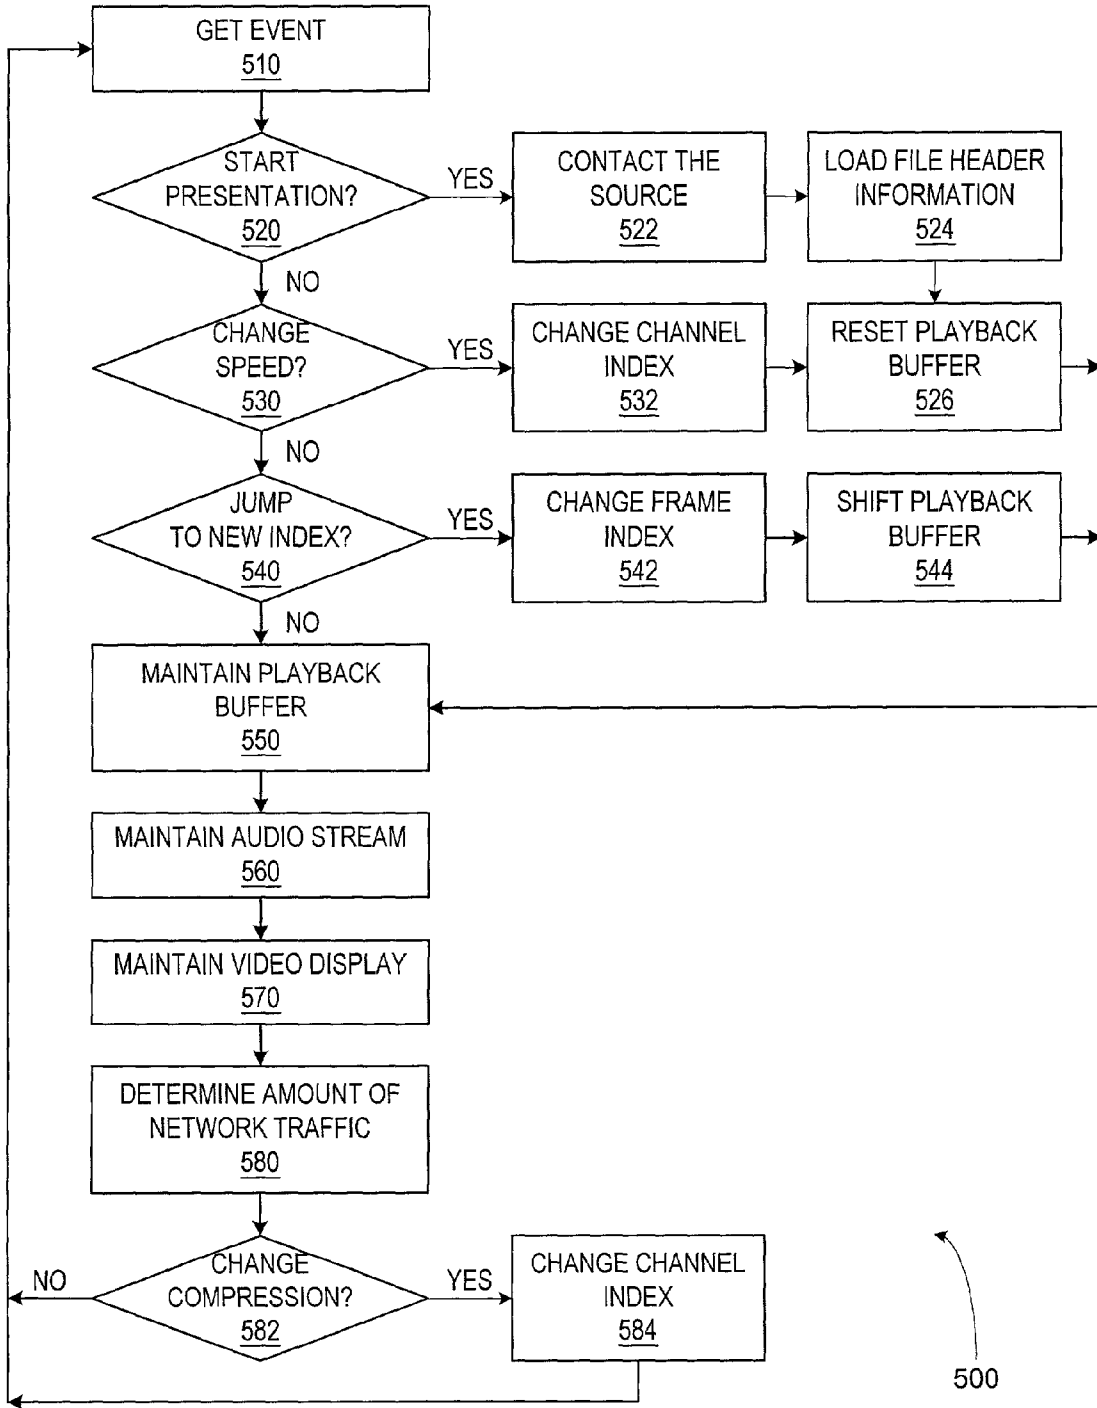 GET EVENT
510
START
PRESENTATION?
520
YES
CONTACT THE
SOURCE
522
LOAD FILE HEADER
INFORMATION
524
NO
CHANGE
SPEED?
530
YES
CHANGE CHANNEL
INDEX
532
RESET PLAYBACK
BUFFER
526
NO
JUMP
TO NEW INDEX?
540
YES
CHANGE FRAME
INDEX
542
SHIFT PLAYBACK
BUFFER
544
NO
MAINTAIN PLAYBACK
BUFFER
550
MAINTAIN AUDIO STREAM
560
MAINTAIN VIDEO DISPLAY
570
DETERMINE AMOUNT OF
NETWORK TRAFFIC
580
NO
CHANGE
COMPRESSION?
582
YES
CHANGE CHANNEL
INDEX
584
500